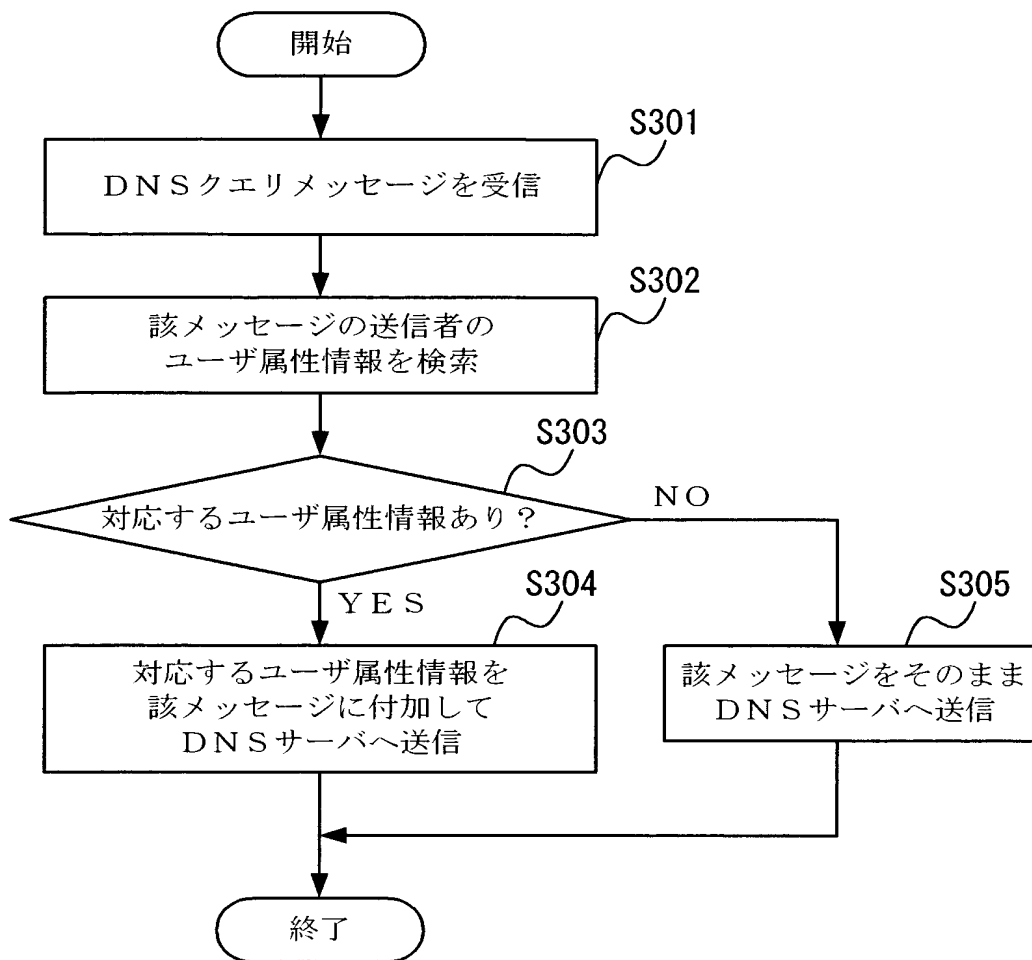 開始
S301
DNSクエリメッセージを受信
S302
該メッセージの送信者の
ユーザ属性情報を検索
S303
対応するユーザ属性情報あり？
NO
YES
S304
対応するユーザ属性情報を
該メッセージに付加して
DNSサーバへ送信
S305
該メッセージをそのまま
DNSサーバへ送信
終了